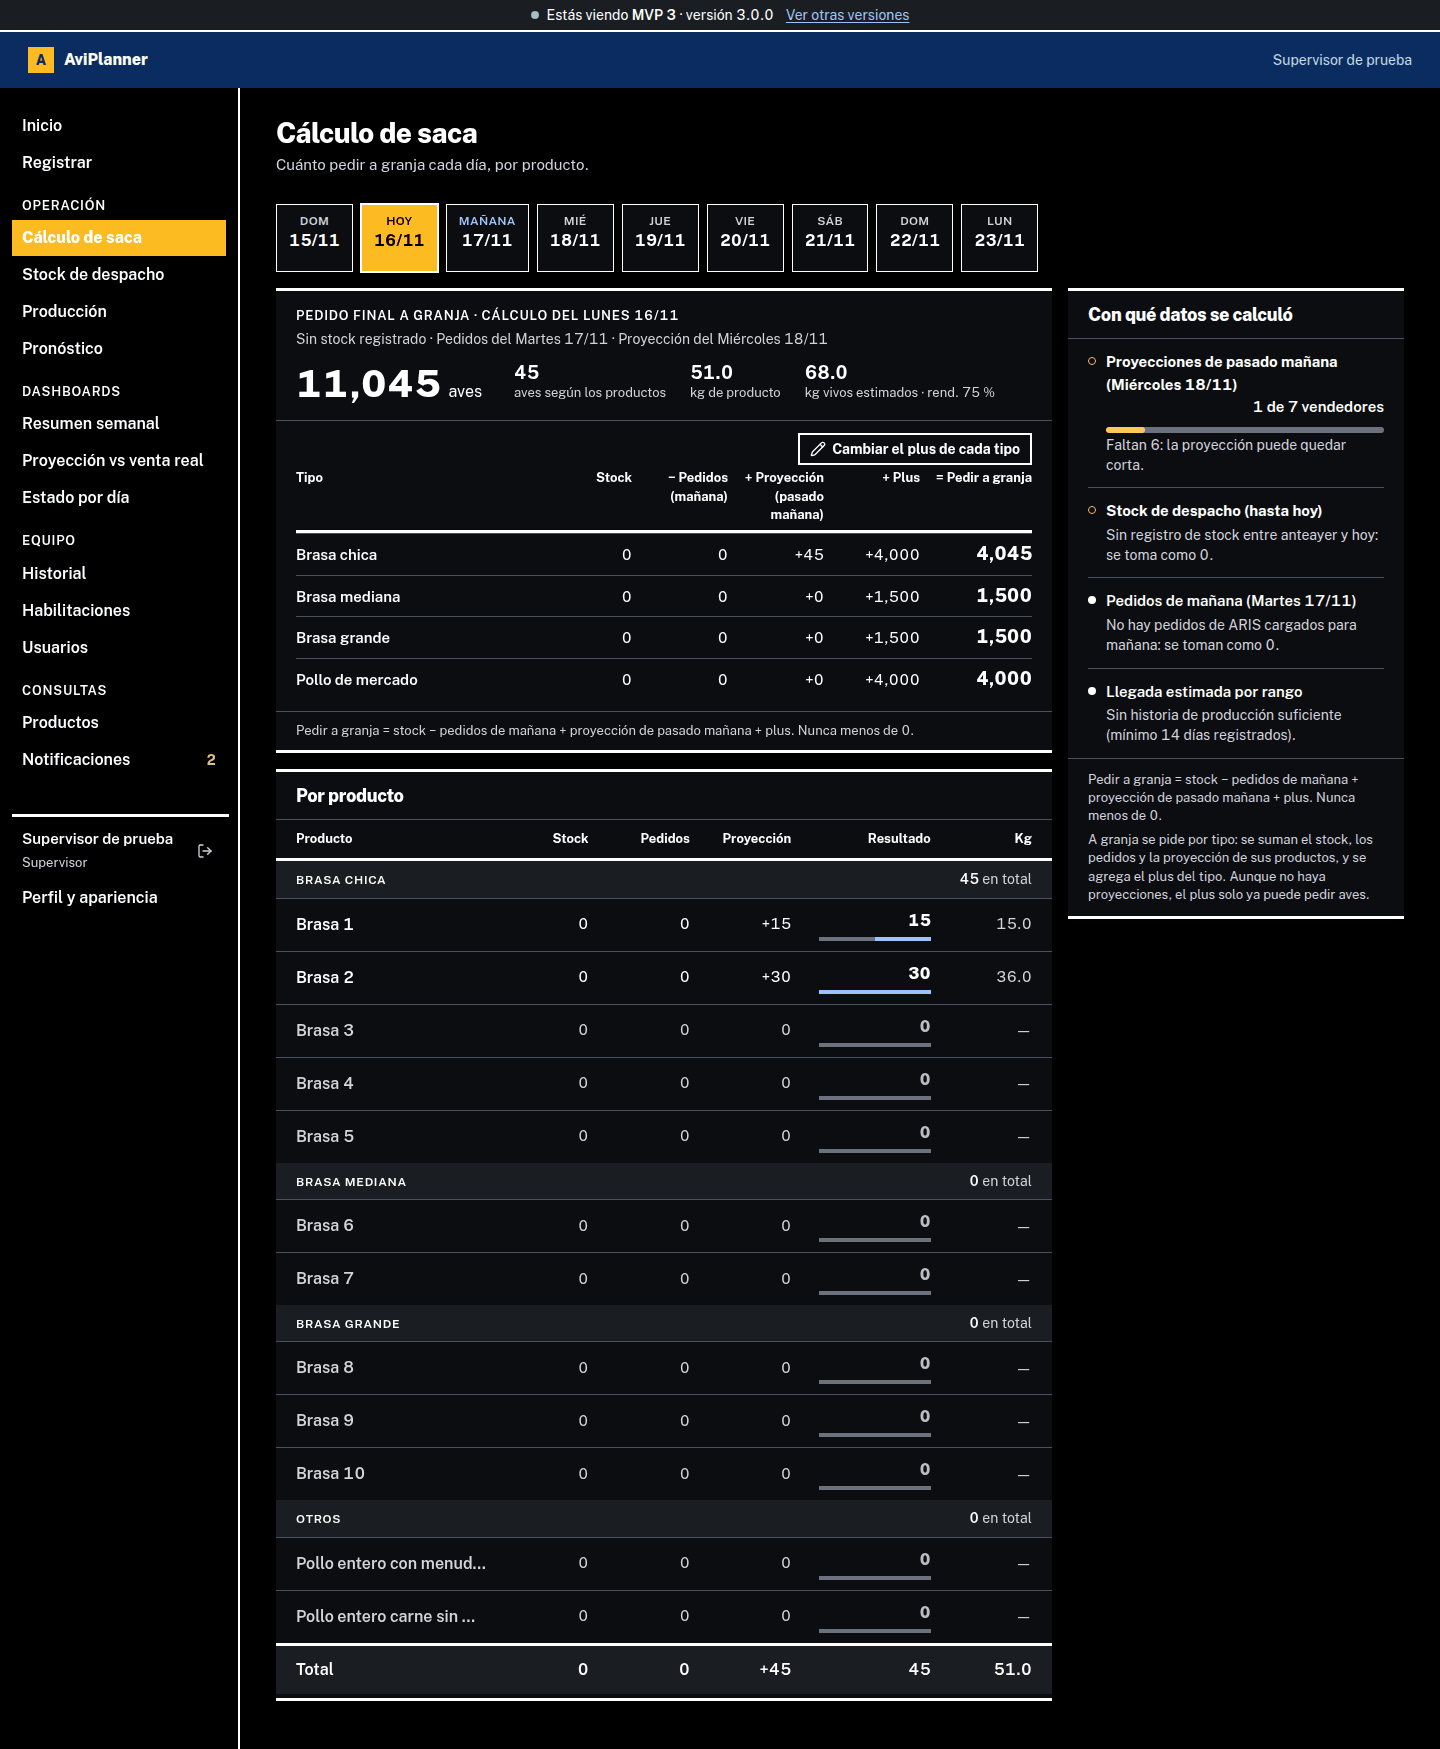 Estás viendo MVP 3 · versión 3.0.0 Ver otras versiones
A AviPlanner
Supervisor de prueba
Inicio
Registrar
OPERACIÓN
Cálculo de saca
Stock de despacho
Producción
Pronóstico
DASHBOARDS
Resumen semanal
Proyección vs venta real
Estado por día
EQUIPO
Historial
Habilitaciones
Usuarios
CONSULTAS
Productos
Notificaciones 2
Supervisor de prueba
Supervisor
Perfil y apariencia
Cálculo de saca
Cuánto pedir a granja cada día, por producto.
DOM 15/11
HOY 16/11
MAÑANA 17/11
MIÉ 18/11
JUE 19/11
VIE 20/11
SÁB 21/11
DOM 22/11
LUN 23/11
PEDIDO FINAL A GRANJA · CÁLCULO DEL LUNES 16/11
Sin stock registrado · Pedidos del Martes 17/11 · Proyección del Miércoles 18/11
11,045 aves
45
aves según los productos
51.0
kg de producto
68.0
kg vivos estimados · rend. 75 %
Cambiar el plus de cada tipo
Tipo Stock − Pedidos (mañana) + Proyección (pasado mañana) + Plus = Pedir a granja
Brasa chica 0 0 +45 +4,000 4,045
Brasa mediana 0 0 +0 +1,500 1,500
Brasa grande 0 0 +0 +1,500 1,500
Pollo de mercado 0 0 +0 +4,000 4,000
Pedir a granja = stock − pedidos de mañana + proyección de pasado mañana + plus. Nunca menos de 0.
Por producto
Producto Stock Pedidos Proyección Resultado Kg
BRASA CHICA 45 en total
Brasa 1 0 0 +15 15 15.0
Brasa 2 0 0 +30 30 36.0
Brasa 3 0 0 0 0 —
Brasa 4 0 0 0 0 —
Brasa 5 0 0 0 0 —
BRASA MEDIANA 0 en total
Brasa 6 0 0 0 0 —
Brasa 7 0 0 0 0 —
BRASA GRANDE 0 en total
Brasa 8 0 0 0 0 —
Brasa 9 0 0 0 0 —
Brasa 10 0 0 0 0 —
OTROS 0 en total
Pollo entero con menud... 0 0 0 0 —
Pollo entero carne sin ... 0 0 0 0 —
Total 0 0 +45 45 51.0
Con qué datos se calculó
Proyecciones de pasado mañana
(Miércoles 18/11)
1 de 7 vendedores
Faltan 6: la proyección puede quedar
corta.
Stock de despacho (hasta hoy)
Sin registro de stock entre anteayer y hoy:
se toma como 0.
Pedidos de mañana (Martes 17/11)
No hay pedidos de ARIS cargados para
mañana: se toman como 0.
Llegada estimada por rango
Sin historia de producción suficiente
(mínimo 14 días registrados).
Pedir a granja = stock − pedidos de mañana +
proyección de pasado mañana + plus. Nunca
menos de 0.
A granja se pide por tipo: se suman el stock, los
pedidos y la proyección de sus productos, y se
agrega el plus del tipo. Aunque no haya
proyecciones, el plus solo ya puede pedir aves.